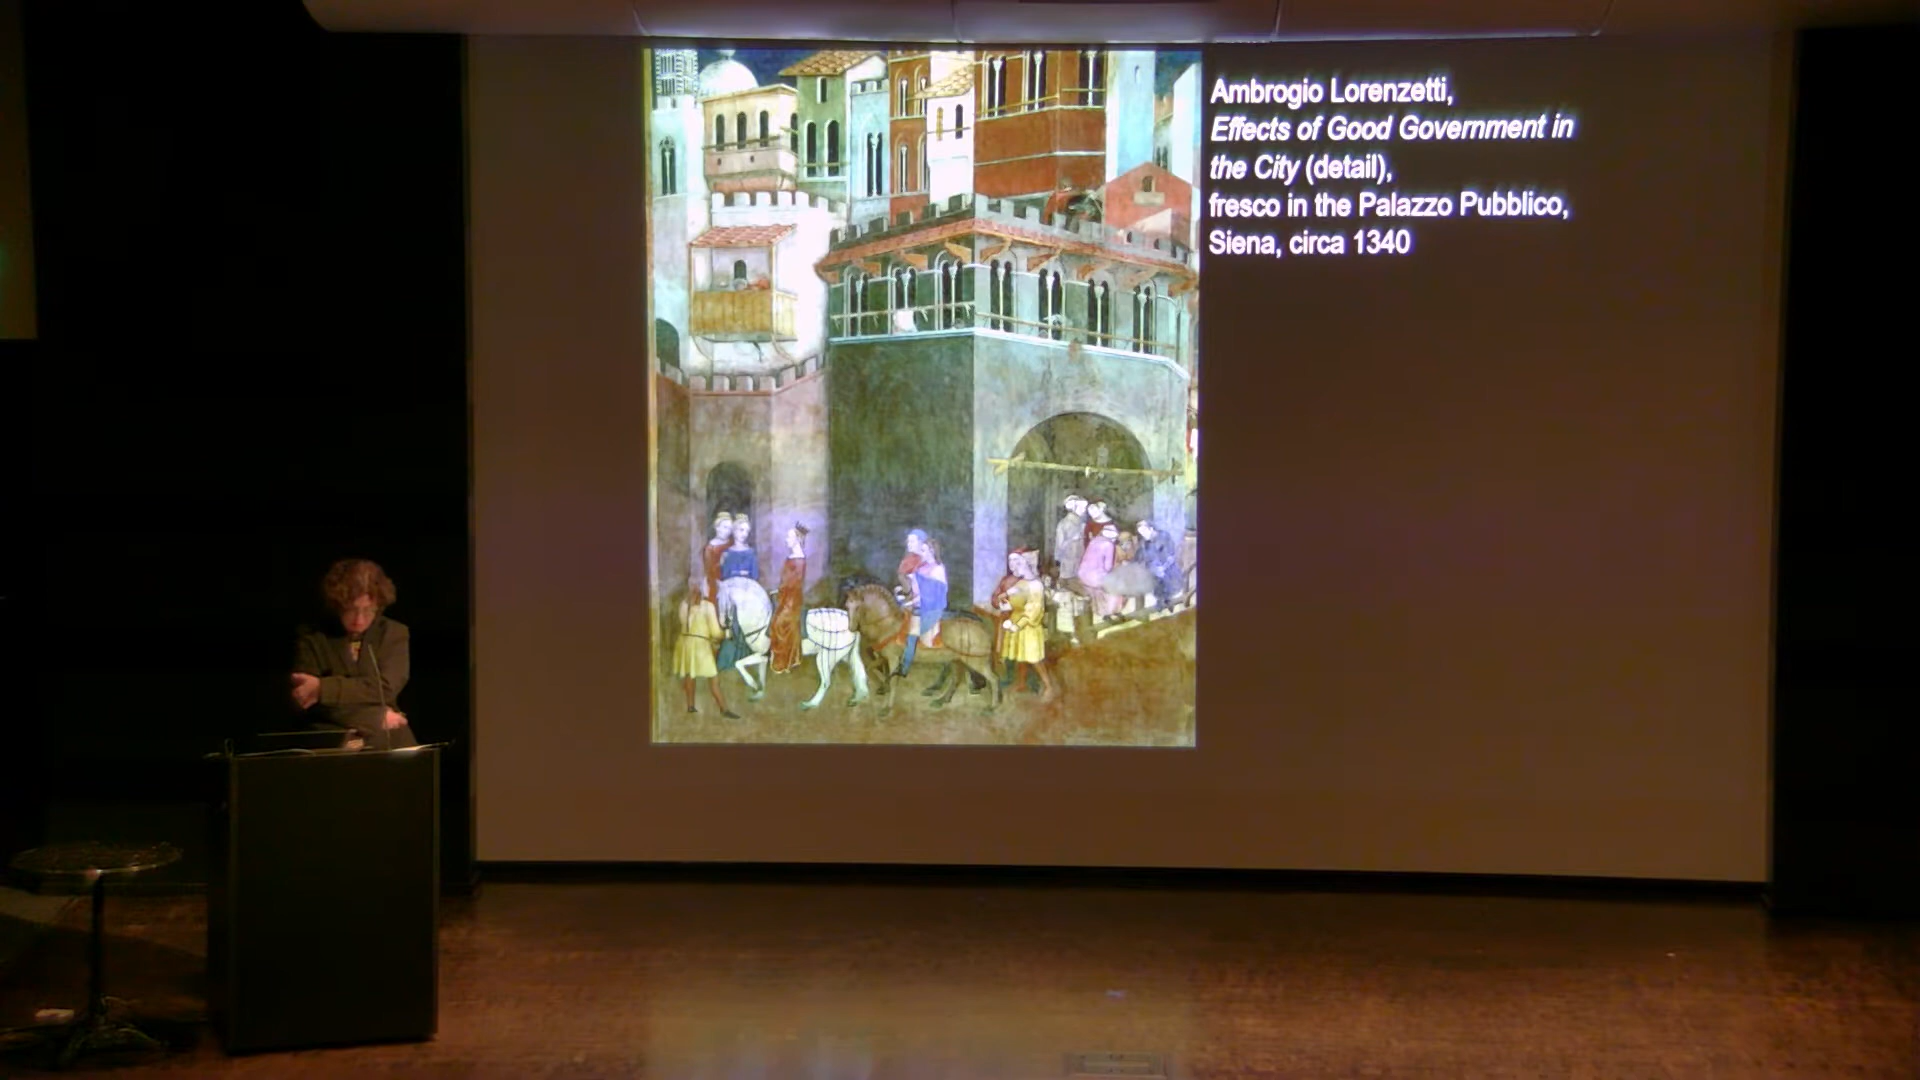 Ambrogio Lorenzetti,
Effects of Good Government in
the City (detail),
fresco in the Palazzo Pubblico,
Siena, circa 1340